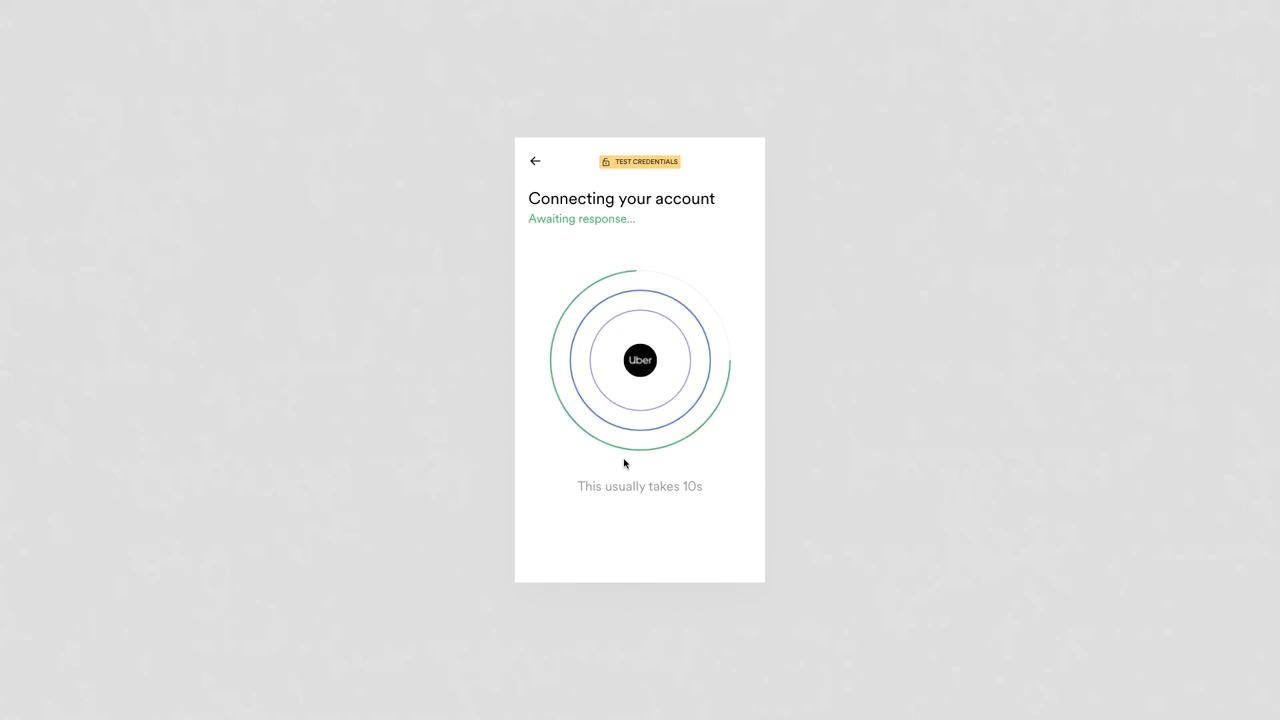 TEST CREDENTIALS
Connecting your account
Awaiting response...
Uber
This usually takes 10s